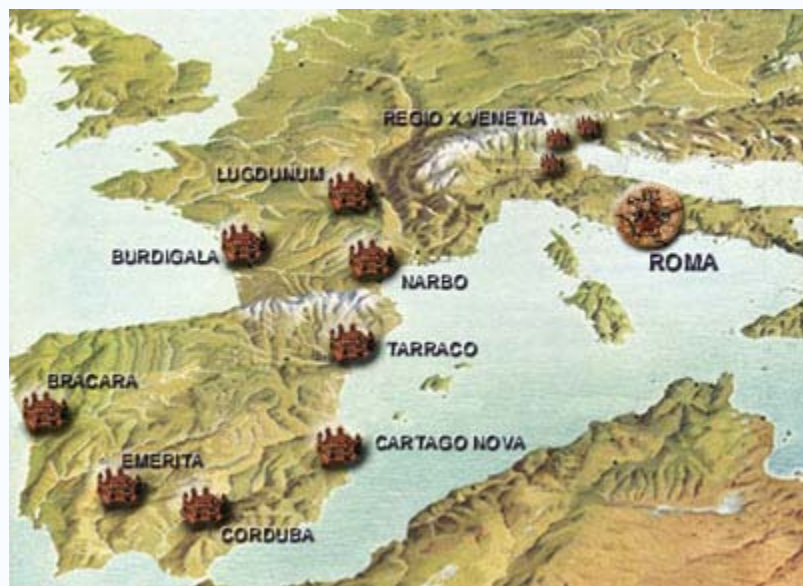 REGIO X VENETIA
LUGDUNUM
BURDIGALA
ROMA
NARBO
TARRACO
BRACARA
CARTAGO NOVA
EMERITA
CORDUBA